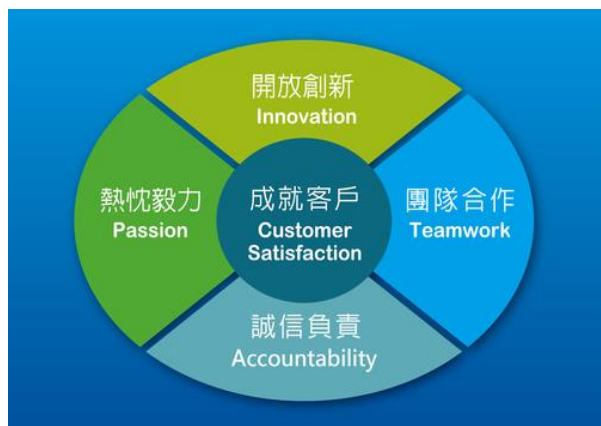 開放創新
Innovation
熱忱毅力
Passion
成就客戶
Customer
Satisfaction
團隊合作
Teamwork
誠信負責
Accountability